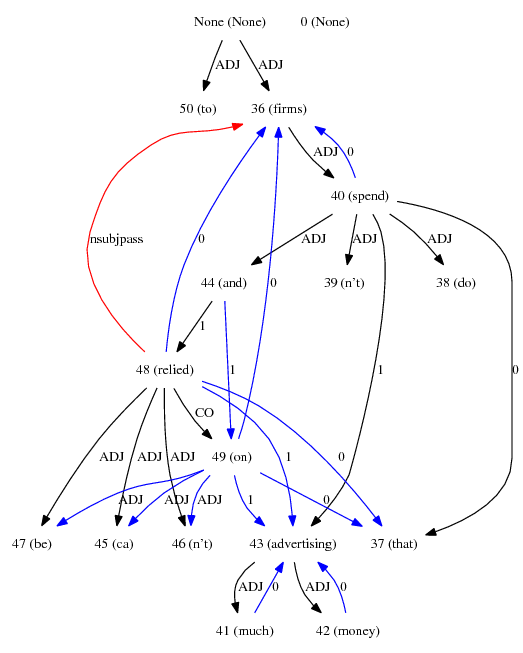 None (None) 0 (None)
ADJ ADJ
50 (to) 36 (firms)
ADJ 0
40 (spend)
nsubjpass 0 ADJ ADJ ADJ
44 (and) 39 (n't) 38 (do)
0
1
48 (relied) 1 1 0
CO
ADJ ADJ ADJ 49 (on) 1 0
ADJ ADJ ADJ 1 0
47 (be) 45 (ca) 46 (n't) 43 (advertising) 37 (that)
ADJ 0 ADJ 0
41 (much) 42 (money)